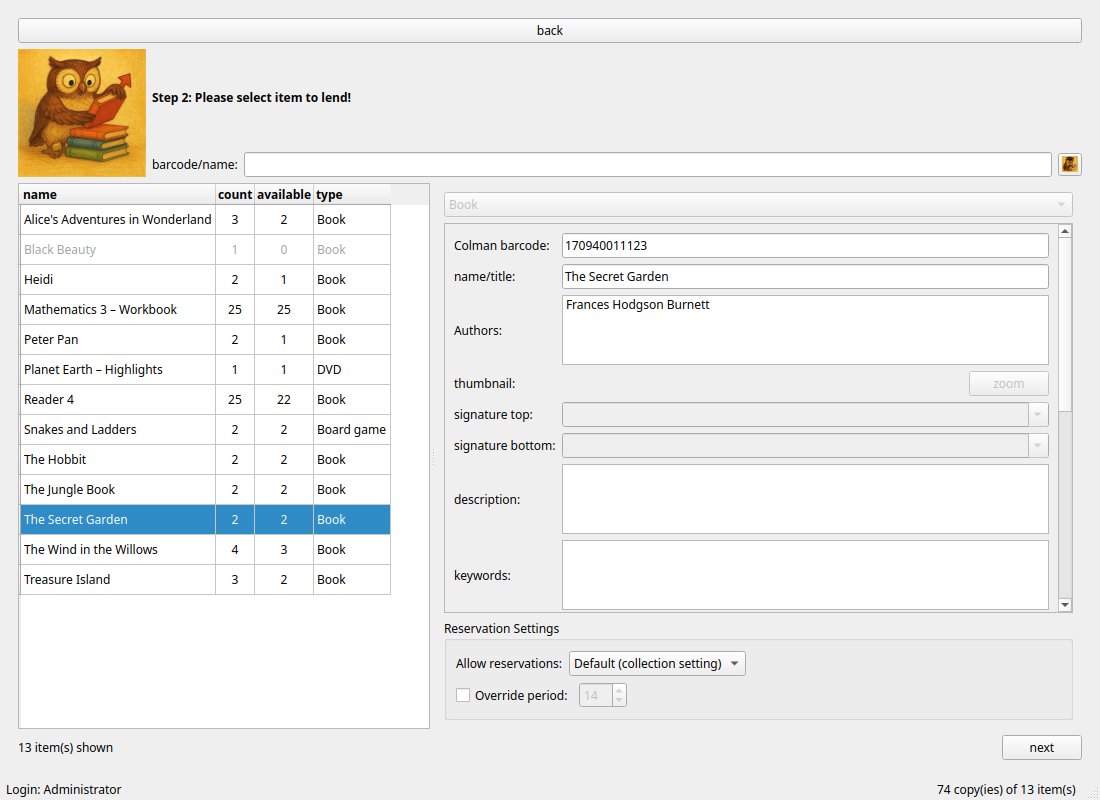 back
Step 2: Please select item to lend!
barcode/name:
name count available type
Alice's Adventures in Wonderland 3 2 Book
Black Beauty 1 0 Book
Heidi 2 1 Book
Mathematics 3 – Workbook 25 25 Book
Peter Pan 2 1 Book
Planet Earth – Highlights 1 1 DVD
Reader 4 25 22 Book
Snakes and Ladders 2 2 Board game
The Hobbit 2 2 Book
The Jungle Book 2 2 Book
The Secret Garden 2 2 Book
The Wind in the Willows 4 3 Book
Treasure Island 3 2 Book
13 item(s) shown
Book
Colman barcode: 170940011123
name/title: The Secret Garden
Authors: Frances Hodgson Burnett
thumbnail: zoom
signature top:
signature bottom:
description:
keywords:
Reservation Settings
Allow reservations: Default (collection setting)
Override period: 14
next
Login: Administrator
74 copy(ies) of 13 item(s)